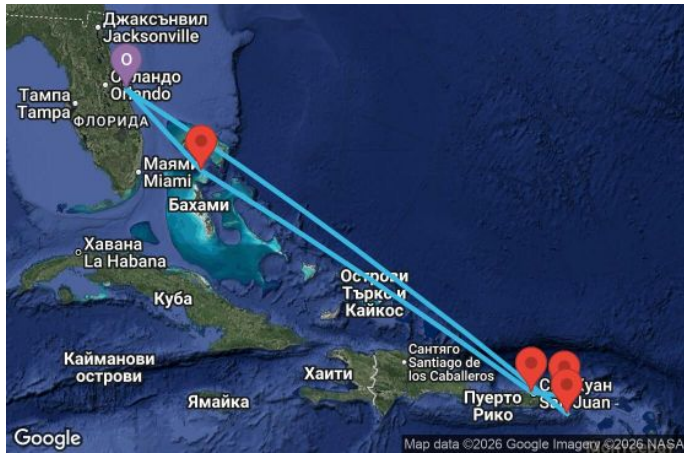 Джаксънвил
Jacksonville
O
Орландо
Orlando
Тампа
Tampa
ФЛОРИДА
Маями
Miami
Бахами
Хавана
La Habana
Куба
Острови
Търкс и
Кайкос
Кайманови
острови
Ямайка
Хаити
Сантяго
Santiago de
los Caballeros
Пуерто
Рико
San Juan
Google
Map data ©2026 Google Imagery ©2026 NASA